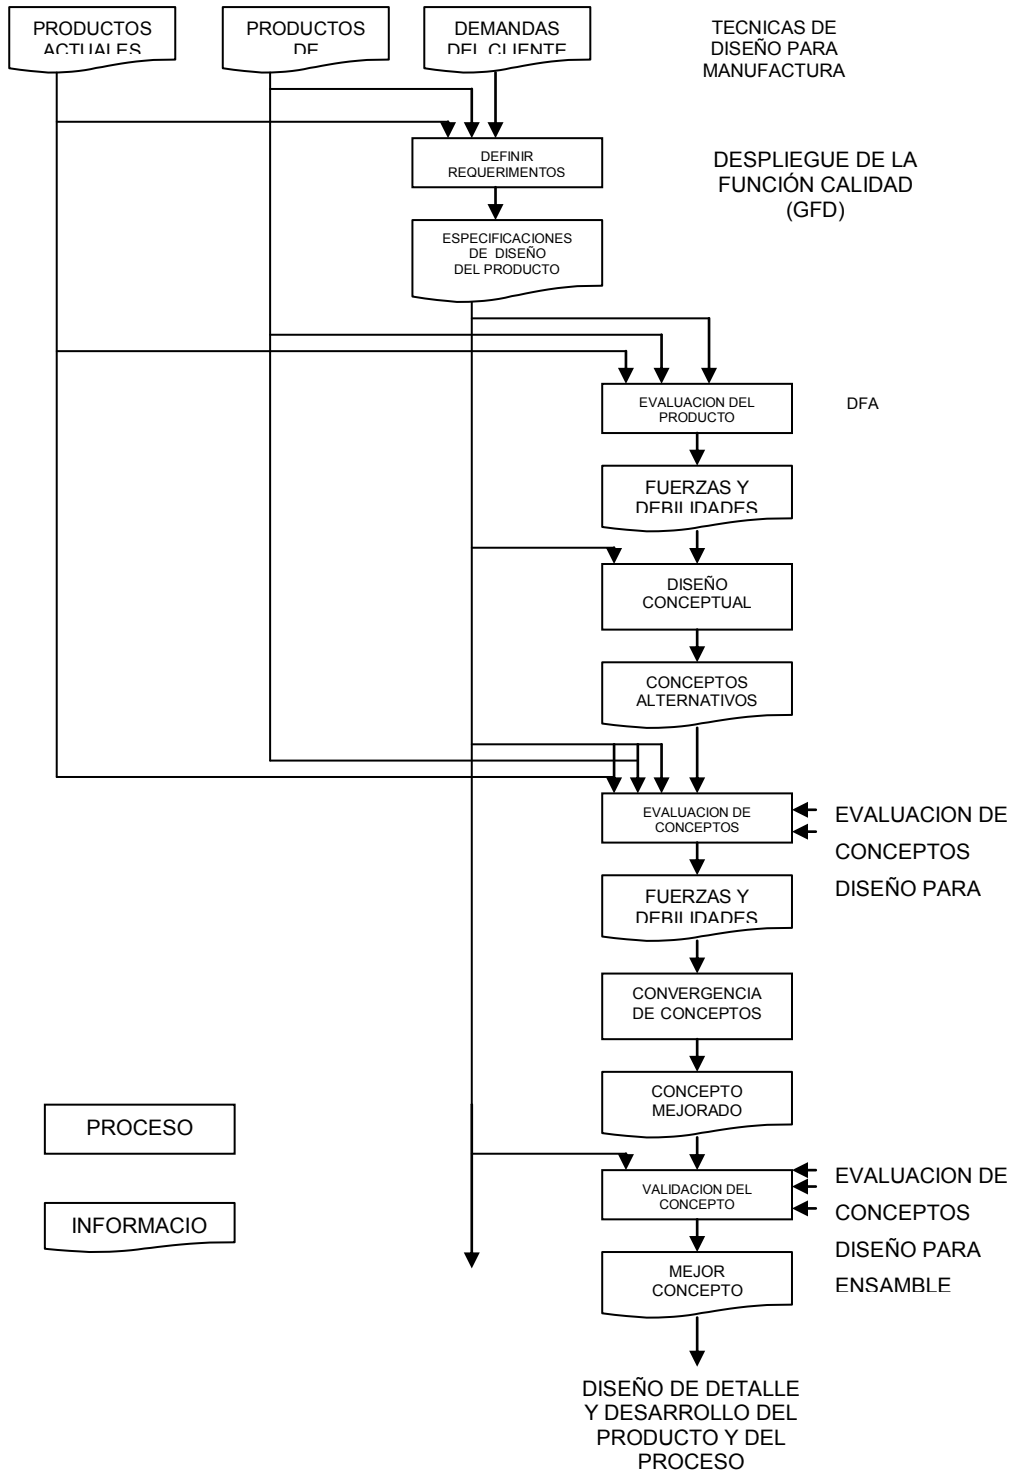 PRODUCTOS
ACTUALES
PRODUCTOS
DE
DEMANDAS
DEL CLIENTE
TECNICAS DE
DISEÑO PARA
MANUFACTURA
DEFINIR
REQUERIMENTOS
DESPLIEGUE DE LA
FUNCIÓN CALIDAD
(GFD)
ESPECIFICACIONES
DE DISEÑO
DEL PRODUCTO
EVALUACION DEL
PRODUCTO
DFA
FUERZAS Y
DEBILIDADES
DISEÑO
CONCEPTUAL
CONCEPTOS
ALTERNATIVOS
EVALUACION DE
CONCEPTOS
EVALUACION DE
CONCEPTOS
DISEÑO PARA
FUERZAS Y
DEBILIDADES
CONVERGENCIA
DE CONCEPTOS
CONCEPTO
MEJORADO
PROCESO
VALIDACION DEL
CONCEPTO
EVALUACION DE
CONCEPTOS
DISEÑO PARA
ENSAMBLE
INFORMACIO
MEJOR
CONCEPTO
DISEÑO DE DETALLE
Y DESARROLLO DEL
PRODUCTO Y DEL
PROCESO